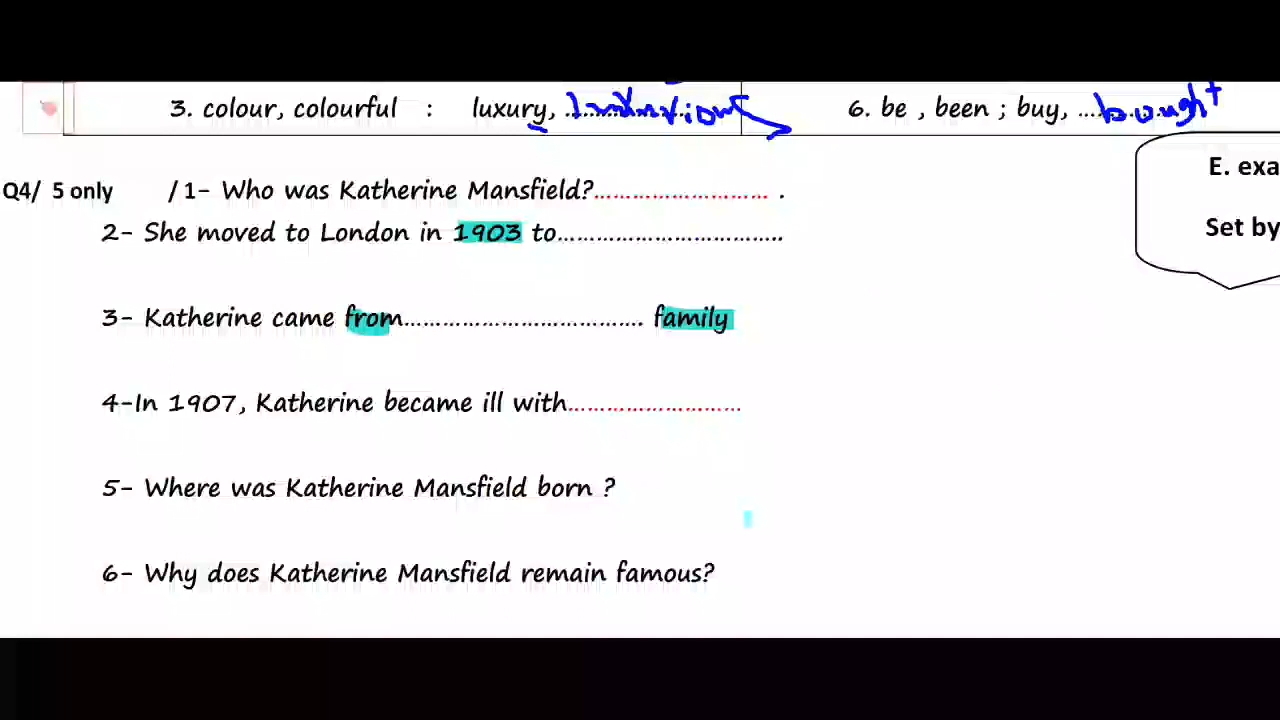 3. colour, colourful : luxury, .............. 6. be , been ; buy, ............ bought
E. exa
Q4/ 5 only / 1- Who was Katherine Mansfield?........................... .
Set by
2- She moved to London in 1903 to...................................
3- Katherine came from..................................... family
4-In 1907, Katherine became ill with..........................
5- Where was Katherine Mansfield born ?
6- Why does Katherine Mansfield remain famous?